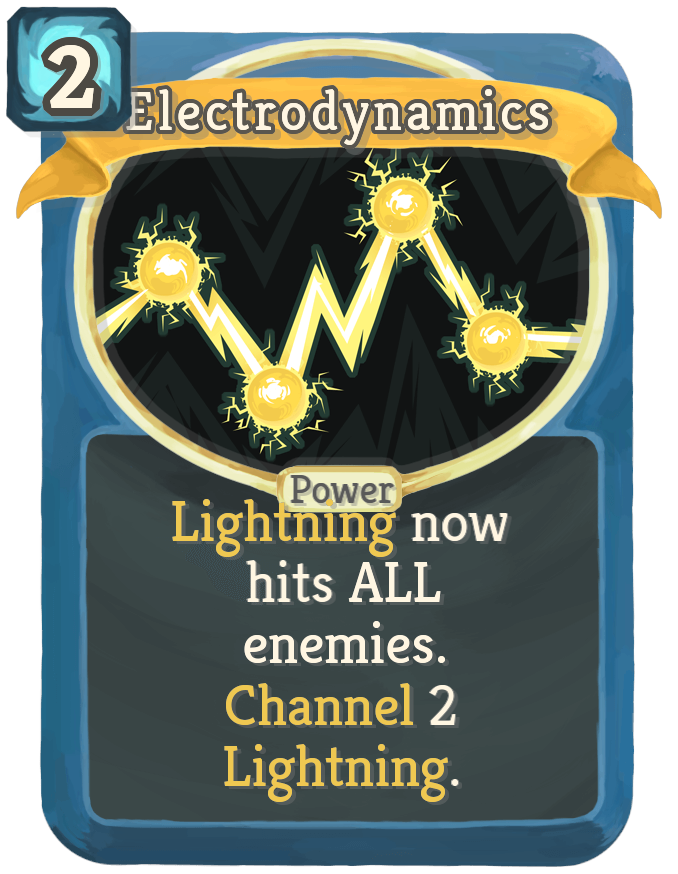 2
Electrodynamics
Power
Lightning now
hits ALL
enemies.
Channel 2
Lightning.